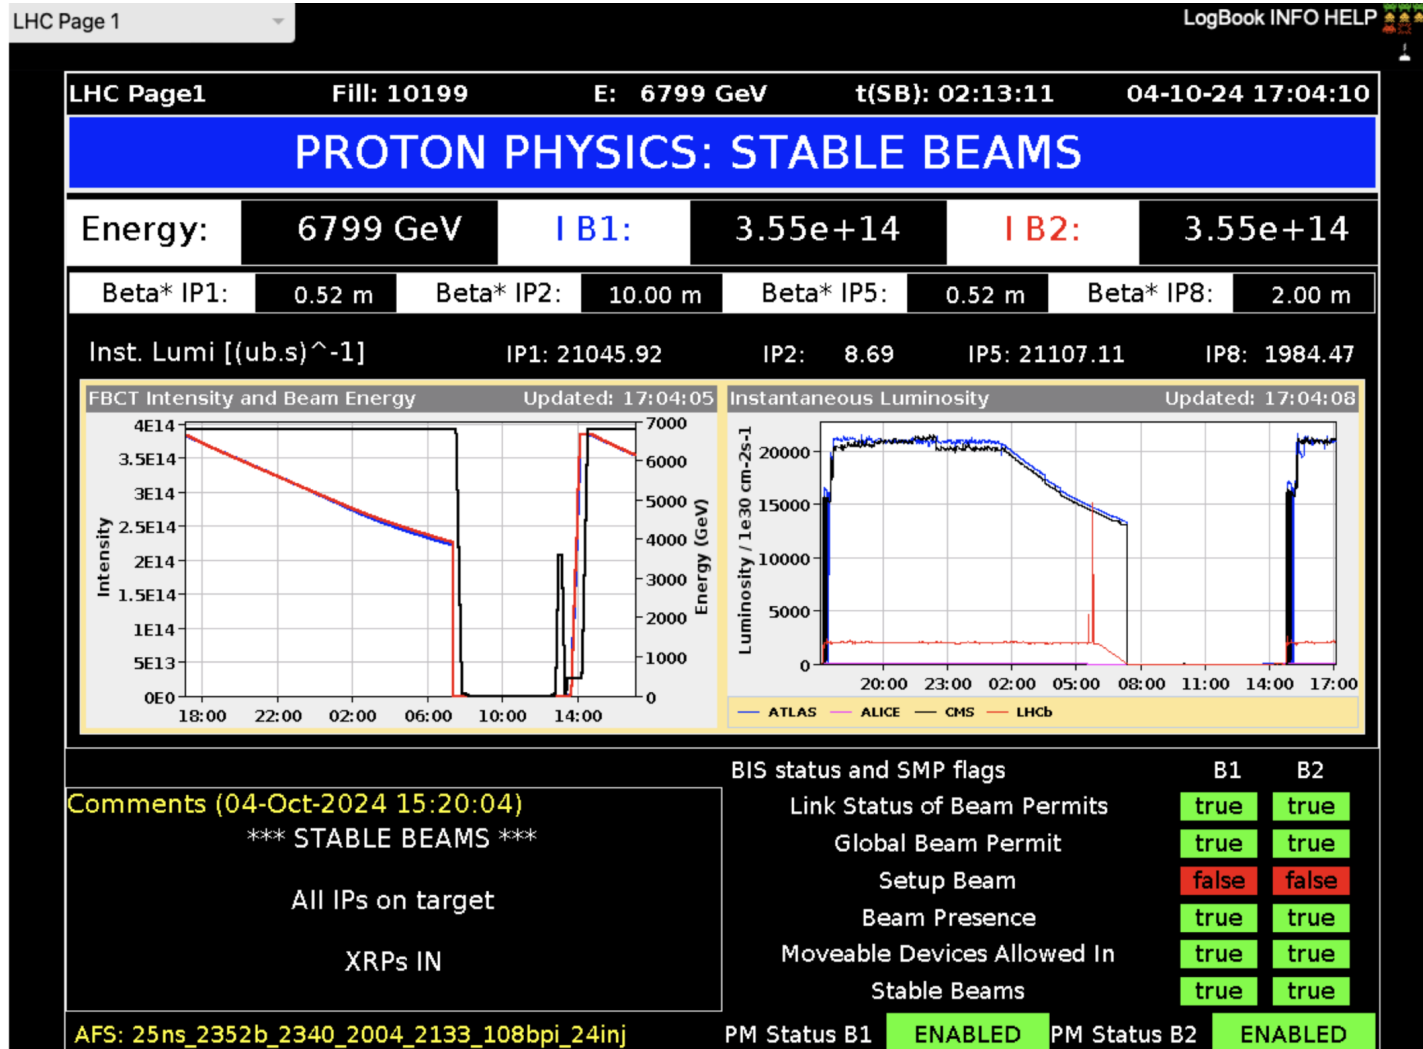 LHC Page 1
LogBook INFO HELP
LHC Page1 Fill: 10199 E: 6799 GeV t(SB): 02:13:11 04-10-24 17:04:10
PROTON PHYSICS: STABLE BEAMS
Energy: 6799 GeV I B1: 3.55e+14 I B2: 3.55e+14
Beta* IP1: 0.52 m Beta* IP2: 10.00 m Beta* IP5: 0.52 m Beta* IP8: 2.00 m
Inst. Lumi [(ub.s)^-1] IP1: 21045.92 IP2: 8.69 IP5: 21107.11 IP8: 1984.47
FBCT Intensity and Beam Energy Updated: 17:04:05
4E14
3.5E14
3E14
2.5E14
2E14
1.5E14
1E14
5E13
0E0
Intensity
7000
6000
5000
4000
3000
2000
1000
0
Energy (GeV)
18:00 22:00 02:00 06:00 10:00 14:00
Instantaneous Luminosity Updated: 17:04:08
Luminosity / 1e30 cm-2s-1
20000
15000
10000
5000
0
20:00 23:00 02:00 05:00 08:00 11:00 14:00 17:00
ATLAS ALICE CMS LHCb
Comments (04-Oct-2024 15:20:04)
*** STABLE BEAMS ***
All IPs on target
XRPs IN
BIS status and SMP flags B1 B2
Link Status of Beam Permits true true
Global Beam Permit true true
Setup Beam false false
Beam Presence true true
Moveable Devices Allowed In true true
Stable Beams true true
AFS: 25ns_2352b_2340_2004_2133_108bpi_24inj
PM Status B1 ENABLED PM Status B2 ENABLED